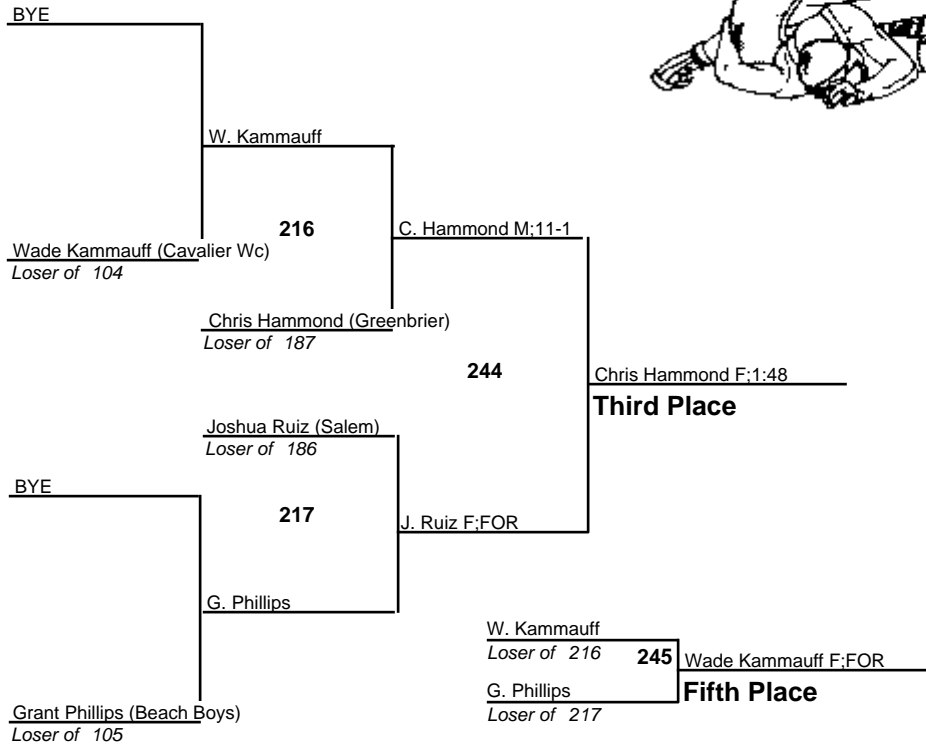 BYE
W. Kammauff
216
Wade Kammauff (Cavalier Wc)
Loser of 104
C. Hammond M;11-1
Chris Hammond (Greenbrier)
Loser of 187
244
Chris Hammond F;1:48
Third Place
Joshua Ruiz (Salem)
Loser of 186
BYE
217
J. Ruiz F;FOR
G. Phillips
Grant Phillips (Beach Boys)
Loser of 105
W. Kammauff
Loser of 216
245
Wade Kammauff F;FOR
Fifth Place
G. Phillips
Loser of 217